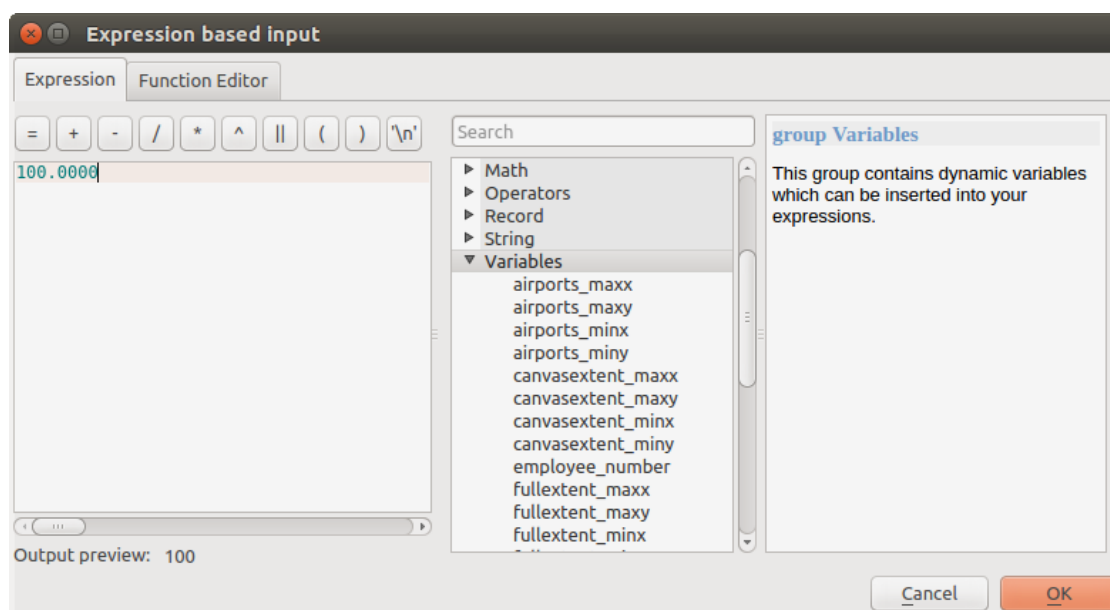 Expression based input
Expression
Function Editor
= + - / * ^ || ( ) '\n'
100.0000
Output preview: 100
Search
Math
Operators
Record
String
Variables
airports_maxx
airports_maxy
airports_minx
airports_miny
canvasextent_maxx
canvasextent_maxy
canvasextent_minx
canvasextent_miny
employee_number
fullextent_maxx
fullextent_maxy
fullextent_minx
group Variables
This group contains dynamic variables
which can be inserted into your
expressions.
Cancel
OK